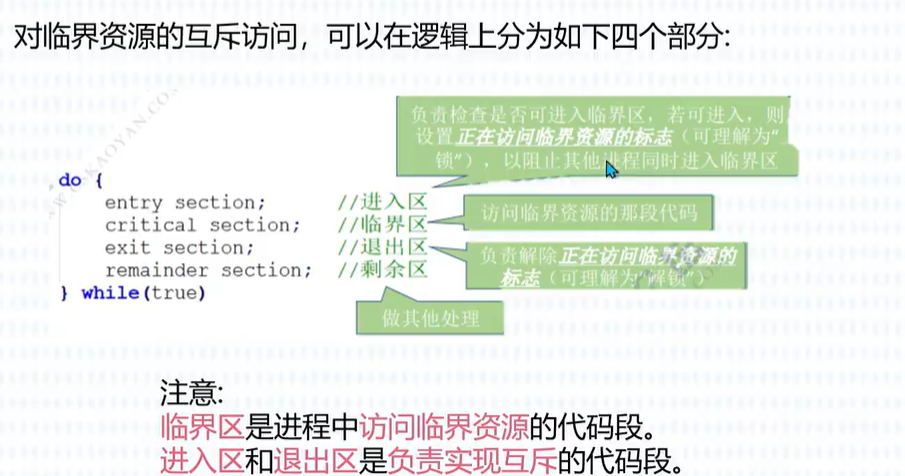 对临界资源的互斥访问，可以在逻辑上分为如下四个部分：
负责检查是否可进入临界区，若可进入，则
设置正在访问临界资源的标志（可理解为“
锁”），以阻止其他进程同时进入临界区
do {
entry section; //进入区
critical section; //临界区
exit section; //退出区
remainder section; //剩余区
} while(true)
访问临界资源的那段代码
负责解除正在访问临界资源的
标志（可理解为“解锁”）
做其他处理
注意:
临界区是进程中访问临界资源的代码段。
进入区和退出区是负责实现互斥的代码段。